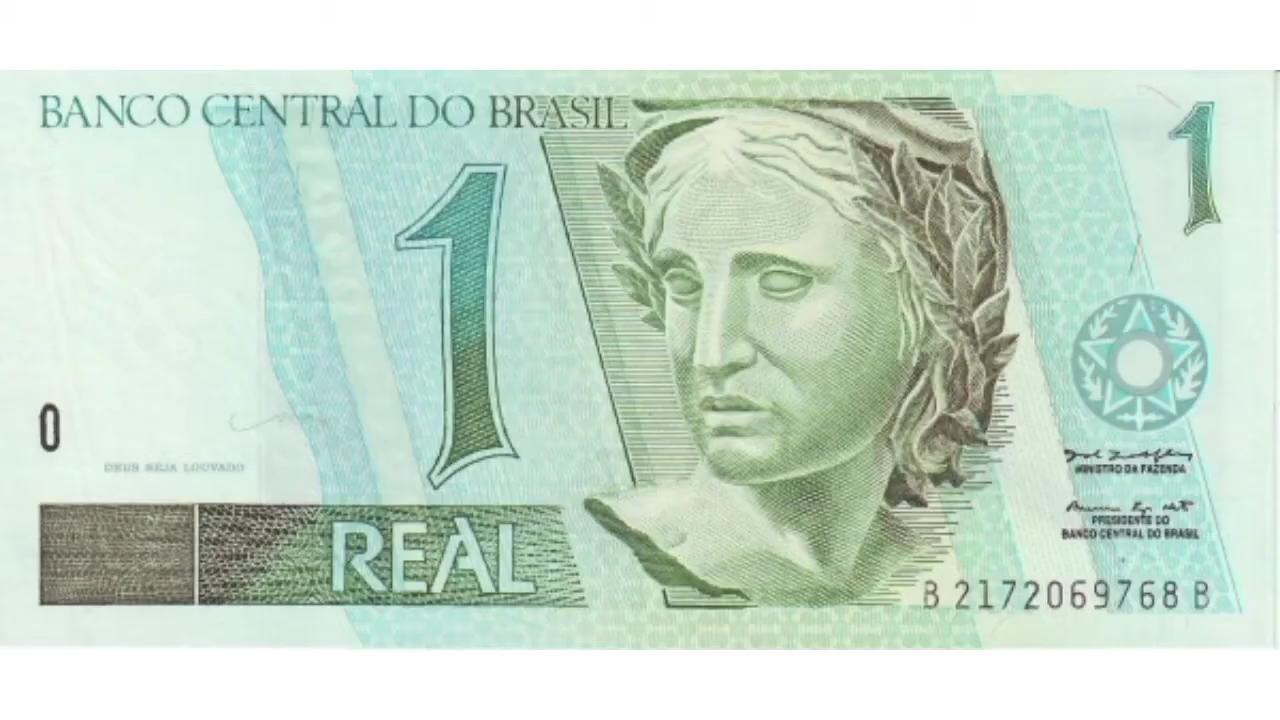 BANCO CENTRAL DO BRASIL
1
1
0
DEUS SEJA LOUVADO
MINISTRO DA FAZENDA
PRESIDENTE DO
BANCO CENTRAL DO BRASIL
REAL
B 2172069768 B